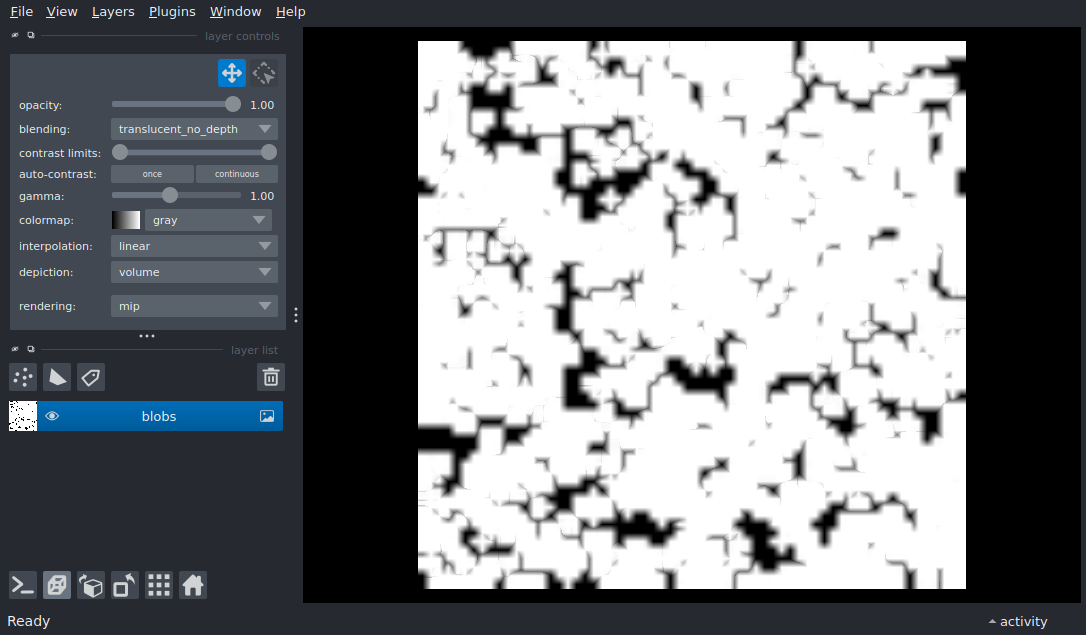 File View Layers Plugins Window Help
layer controls
opacity: 1.00
blending: translucent_no_depth
contrast limits:
auto-contrast: once continuous
gamma: 1.00
colormap: gray
interpolation: linear
depiction: volume
rendering: mip
layer list
blobs
Ready
activity